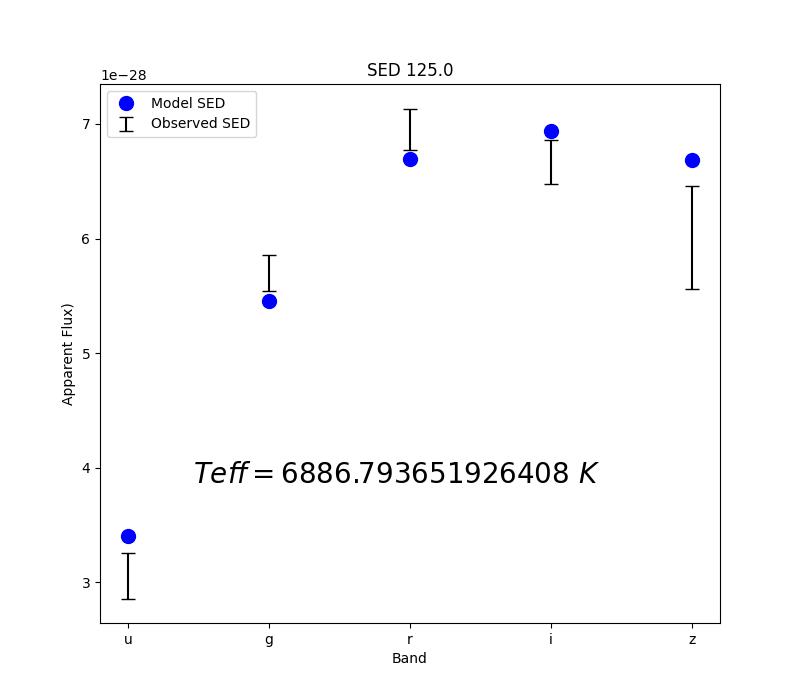 SED 125.0
1e−28
Model SED
Observed SED
7
6
5
4
3
Apparent Flux)
Teff = 6886.793651926408 K
u g r i z
Band